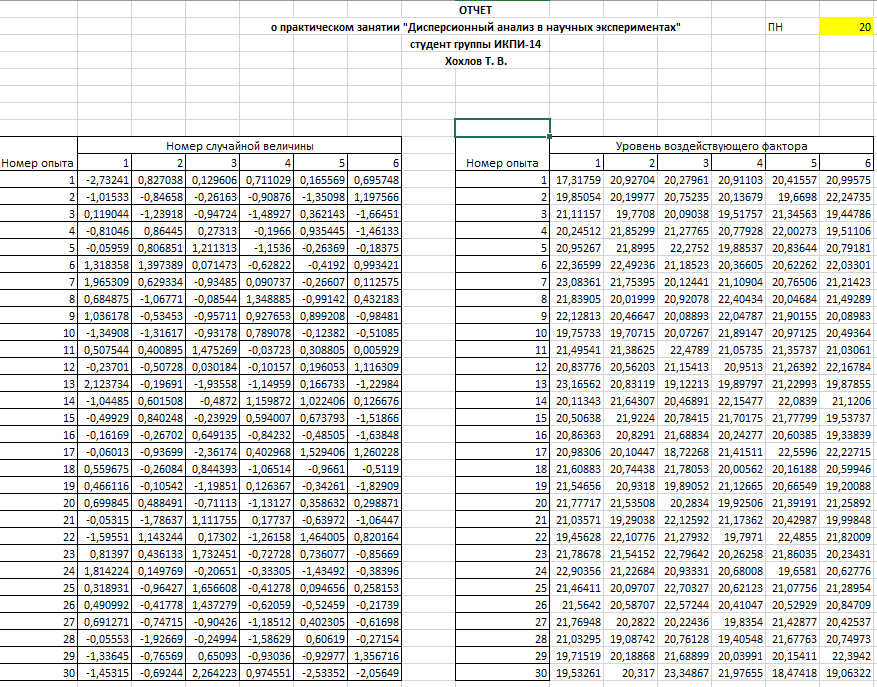 ОТЧЕТ
о практическом занятии "Дисперсионный анализ в научных экспериментах" ПН 20
студент группы ИКПИ-14
Хохлов Т. В.
Номер случайной величины Уровень воздействующего фактора
Номер опыта 1 2 3 4 5 6 Номер опыта 1 2 3 4 5 6
1 -2,73241 0,827038 0,129606 0,711029 0,165569 0,695748 1 17,31759 20,92704 20,27961 20,91103 20,41557 20,99575
2 -1,01533 -0,84658 -0,26163 -0,90876 -1,35098 1,197566 2 19,85054 20,19977 20,75235 20,13679 19,6698 22,24735
3 0,119044 -1,23918 -0,94724 -1,48927 0,362143 -1,66451 3 21,11157 19,7708 20,09038 19,51757 21,34563 19,44786
4 -0,81046 0,86445 0,27313 -0,1966 0,935445 -1,46133 4 20,24512 21,85299 21,27765 20,77928 22,00273 19,51106
5 -0,05959 0,806851 1,211313 -1,1536 -0,26369 -0,18375 5 20,95267 21,8995 22,2752 19,88537 20,83644 20,79181
6 1,318358 1,397389 0,071473 -0,62822 -0,4192 0,993421 6 22,36599 22,49236 21,18523 20,36605 20,62262 22,03301
7 1,965309 0,629334 -0,93485 0,090737 -0,26607 0,112575 7 23,08361 21,75395 20,12441 21,10904 20,76506 21,21423
8 0,684875 -1,06771 -0,08544 1,348885 -0,99142 0,432183 8 21,83905 20,01999 20,92078 22,40434 20,04684 21,49289
9 1,036178 -0,53453 -0,95711 0,927653 0,899208 -0,98481 9 22,12813 20,46647 20,08893 22,04787 21,90155 20,08983
10 -1,34908 -1,31617 -0,93178 0,789078 -0,12382 -0,51085 10 19,75733 19,70715 20,07267 21,89147 20,97125 20,49364
11 0,507544 0,400895 1,475269 -0,03723 0,308805 0,005929 11 21,49541 21,38625 22,4789 21,05735 21,35737 21,03061
12 -0,23701 -0,50728 0,030184 -0,10157 0,196053 1,116309 12 20,83776 20,56203 21,15413 20,9513 21,26392 22,16784
13 2,123734 -0,19691 -1,93558 -1,14959 0,166733 -1,22984 13 23,16562 20,83119 19,12213 19,89797 21,22993 19,87855
14 -1,04485 0,601508 -0,4872 1,159872 1,022406 0,126676 14 20,11343 21,64307 20,46891 22,15477 22,0839 21,1206
15 -0,49929 0,840248 -0,23929 0,594007 0,673793 -1,51866 15 20,50638 21,9224 20,78415 21,70175 21,77799 19,53737
16 -0,16169 -0,26702 0,649135 -0,84232 -0,48505 -1,63848 16 20,86363 20,8291 21,68834 20,24277 20,60385 19,33839
17 -0,06013 -0,93699 -2,36174 0,402968 1,529406 1,260228 17 20,98306 20,10447 18,72268 21,41511 22,5596 22,22715
18 0,559675 -0,26084 0,844393 -1,06514 -0,9661 -0,5119 18 21,60883 20,74438 21,78053 20,00562 20,16188 20,59946
19 0,466116 -0,10542 -1,19851 0,126367 -0,34261 -1,82909 19 21,54656 20,9318 19,89052 21,12665 20,66549 19,20088
20 0,699845 0,488491 -0,71113 -1,13127 0,358632 0,298871 20 21,77717 21,53508 20,2834 19,92506 21,39191 21,25892
21 -0,05315 -1,78637 1,111755 0,17737 -0,63972 -1,06447 21 21,03571 19,29038 22,12592 21,17362 20,42987 19,99848
22 -1,59551 1,143244 0,17302 -1,26158 1,464005 0,820164 22 19,45628 22,10776 21,27932 19,7971 22,4855 21,82009
23 0,81397 0,436133 1,732451 -0,72728 0,736077 -0,85669 23 21,78678 21,54152 22,79642 20,26258 21,86035 20,23431
24 1,814224 0,149769 -0,20651 -0,33305 -1,43492 -0,38396 24 22,90356 21,22684 20,93331 20,68008 19,6581 20,62776
25 0,318931 -0,96427 1,656608 -0,41278 0,094656 0,258153 25 21,46411 20,09707 22,70327 20,62123 21,07756 21,28954
26 0,490992 -0,41778 1,437279 -0,62059 -0,52459 -0,21739 26 21,5642 20,58707 22,57244 20,41047 20,52929 20,84709
27 0,691271 -0,74715 -0,90426 -1,18512 0,402305 -0,61698 27 21,76948 20,2822 20,22436 19,8354 21,42877 20,42537
28 -0,05553 -1,92669 -0,24994 -1,58629 0,60619 -0,27154 28 21,03295 19,08742 20,76128 19,40548 21,67763 20,74973
29 -1,33645 -0,76569 0,65093 -0,93036 -0,92977 1,356716 29 19,71519 20,18868 21,68899 20,03991 20,15411 22,3942
30 -1,45315 -0,69244 2,264223 0,974551 -2,53352 -2,05649 30 19,53261 20,317 23,34867 21,97655 18,47418 19,06322